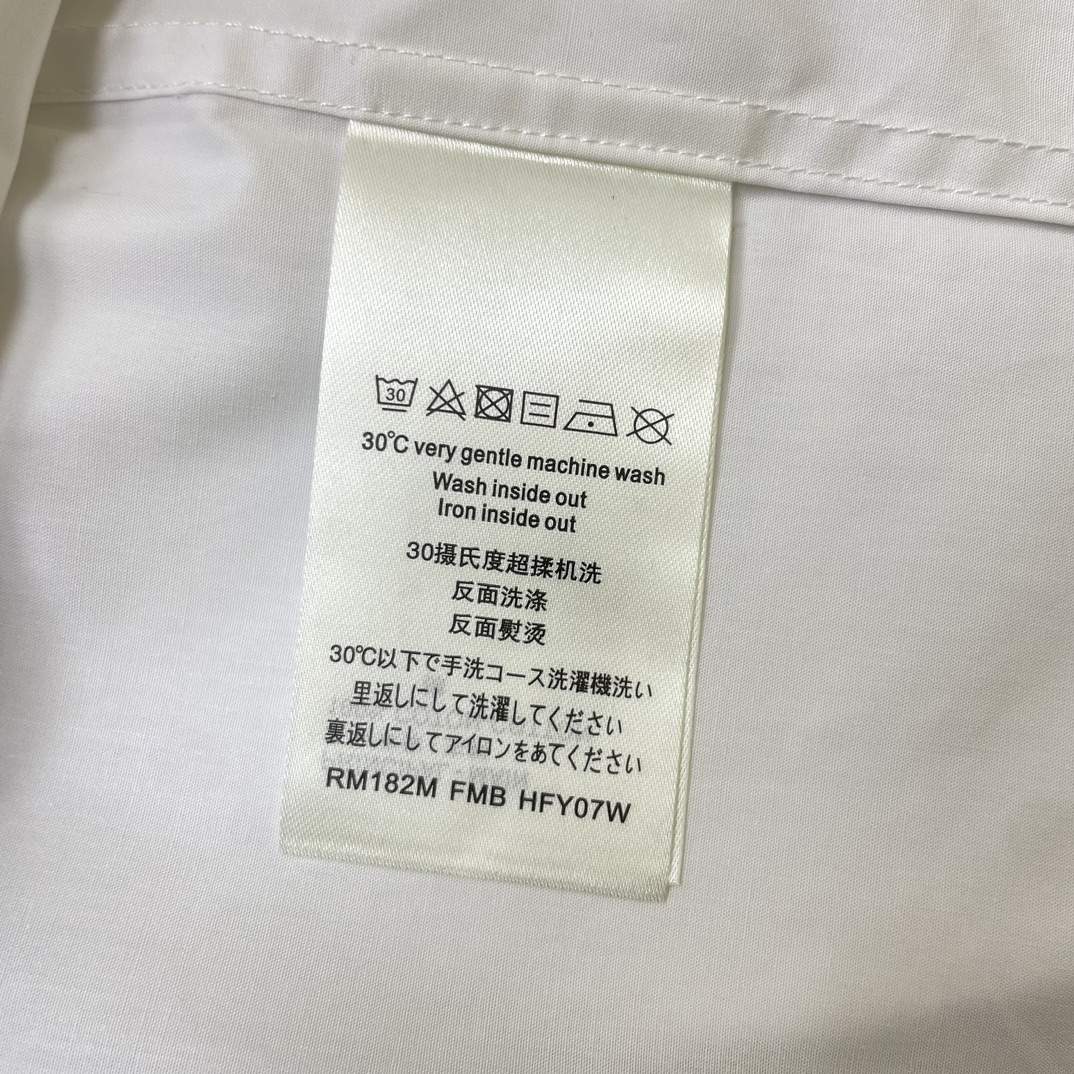 30
30℃ very gentle machine wash
Wash inside out
Iron inside out
30摄氏度超揉机洗
反面洗涤
反面熨烫
30℃以下で手洗コース洗濯機洗い
里返しにして洗濯してください
裏返しにしてアイロンをあてください
RM182M FMB HFY07W